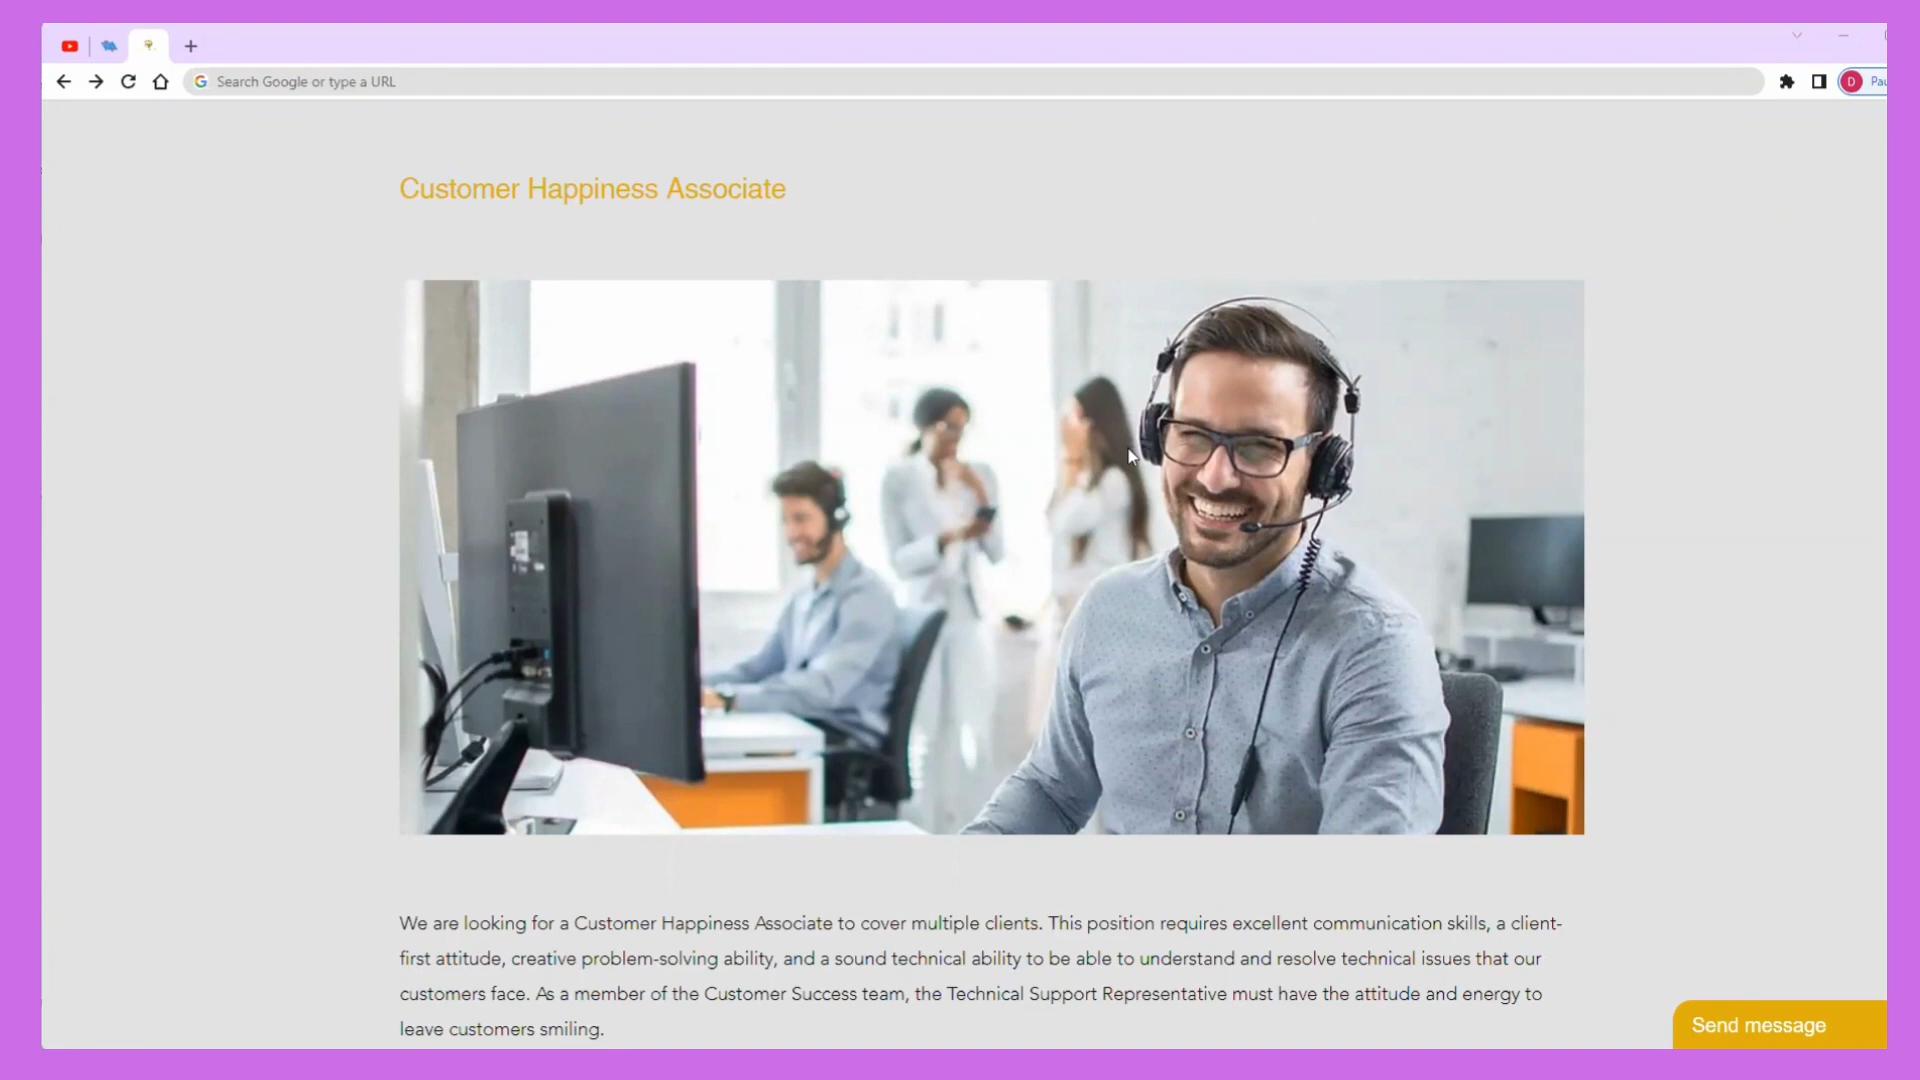 Search Google or type a URL
D
Customer Happiness Associate
We are looking for a Customer Happiness Associate to cover multiple clients. This position requires excellent communication skills, a client-
first attitude, creative problem-solving ability, and a sound technical ability to be able to understand and resolve technical issues that our
customers face. As a member of the Customer Success team, the Technical Support Representative must have the attitude and energy to
leave customers smiling.
Send message